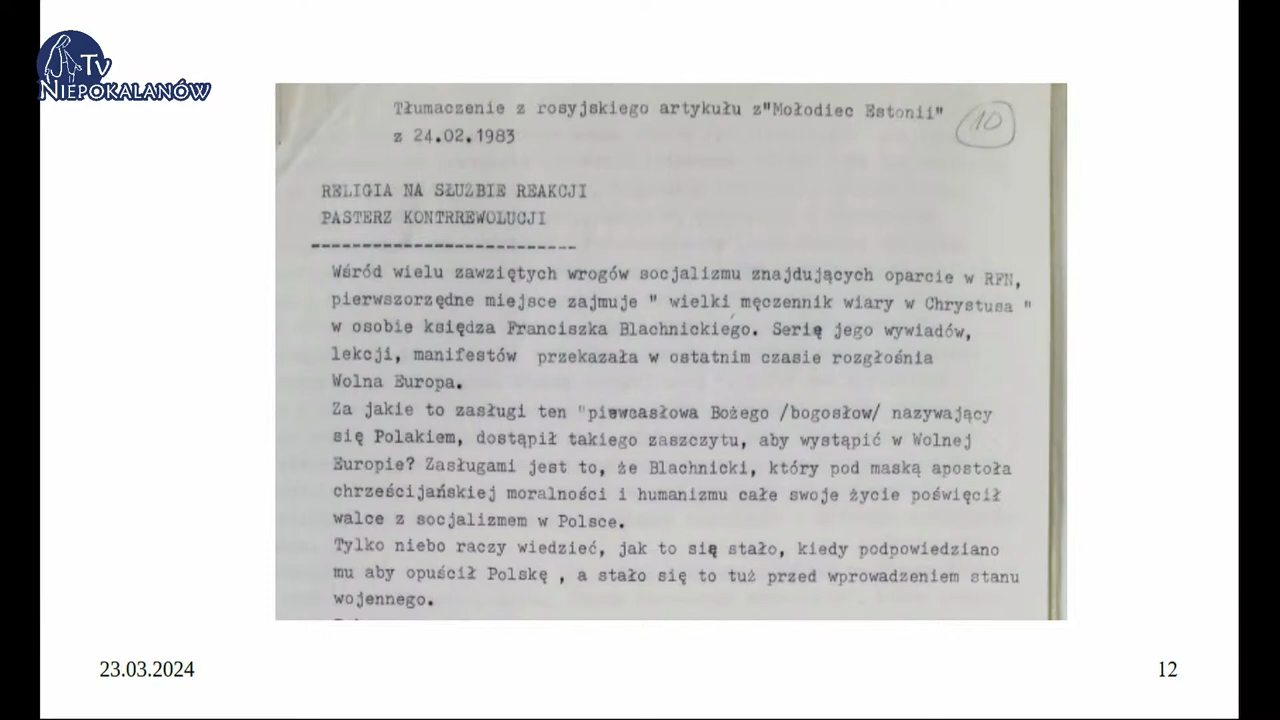 Tv
NIEPOKALANÓW
Tłumaczenie z rosyjskiego artykułu z"Mołodiec Estonii"
z 24.02.1983
10
RELIGIA NA SŁUŻBIE REAKCJI
PASTERZ KONTRREWOLUCJI
--------------------------
Wśród wielu zawziętych wrogów socjalizmu znajdujących oparcie w RFN,
pierwszorzędne miejsce zajmuje " wielki męczennik wiary w Chrystusa "
w osobie księdza Franciszka Blachnickiego. Serię jego wywiadów,
lekcji, manifestów przekazała w ostatnim czasie rozgłośnia
Wolna Europa.
Za jakie to zasługi ten "piewcasłowa Bożego /bogosłow/ nazywający
się Polakiem, dostąpił takiego zaszczytu, aby wystąpić w Wolnej
Europie? Zasługami jest to, że Blachnicki, który pod maską apostoła
chrześcijańskiej moralności i humanizmu całe swoje życie poświęcił
walce z socjalizmem w Polsce.
Tylko niebo raczy wiedzieć, jak to się stało, kiedy podpowiedziano
mu aby opuścił Polskę , a stało się to tuż przed wprowadzeniem stanu
wojennego.
23.03.2024
12